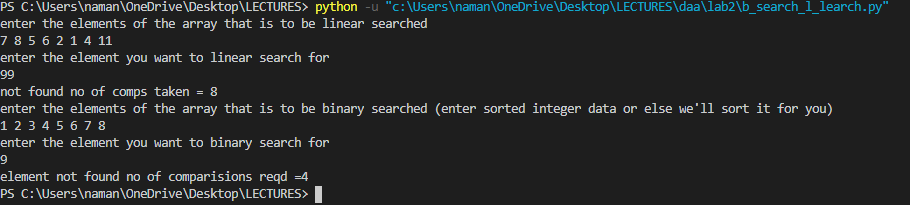 PS C:\Users\naman\OneDrive\Desktop\LECTURES> python -u "c:\Users\naman\OneDrive\Desktop\LECTURES\daa\lab2\b_search_l_learch.py"
enter the elements of the array that is to be linear searched
7 8 5 6 2 1 4 11
enter the element you want to linear search for
99
not found no of comps taken = 8
enter the elements of the array that is to be binary searched (enter sorted integer data or else we'll sort it for you)
1 2 3 4 5 6 7 8
enter the element you want to binary search for
9
element not found no of comparisions reqd =4
PS C:\Users\naman\OneDrive\Desktop\LECTURES>